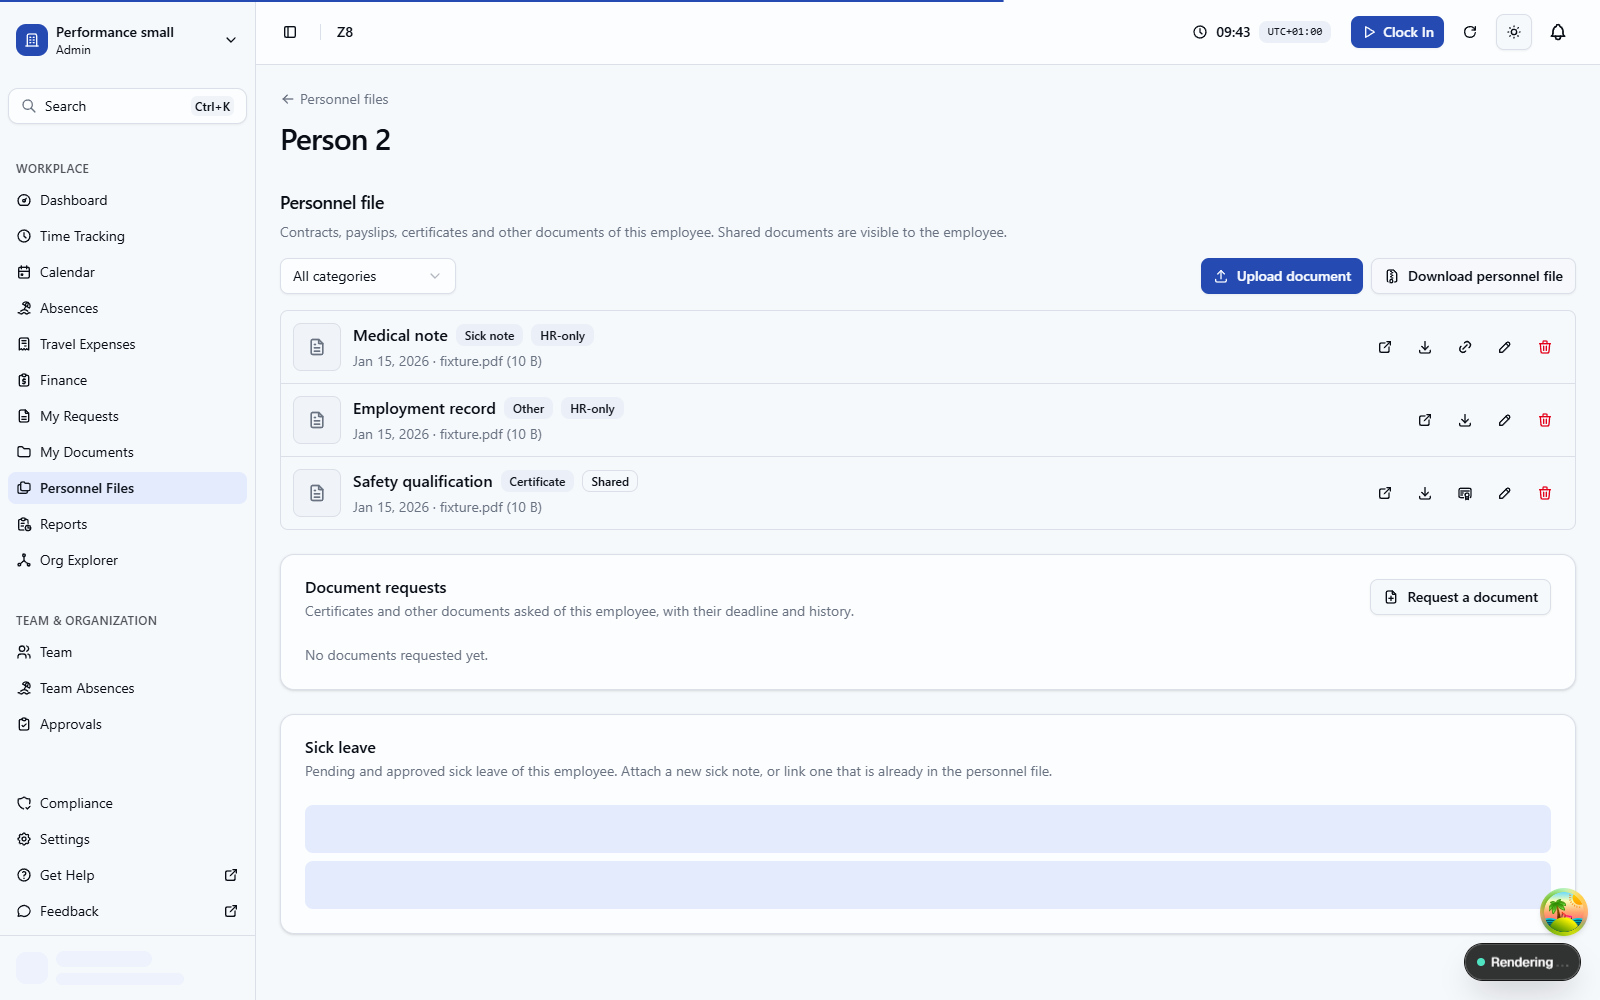 Performance small
Admin
Search
Ctrl+K
WORKPLACE
Dashboard
Time Tracking
Calendar
Absences
Travel Expenses
Finance
My Requests
My Documents
Personnel Files
Reports
Org Explorer
TEAM & ORGANIZATION
Team
Team Absences
Approvals
Compliance
Settings
Get Help
Feedback
Z8
09:43
UTC+01:00
Clock In
Personnel files
Person 2
Personnel file
Contracts, payslips, certificates and other documents of this employee. Shared documents are visible to the employee.
All categories
Upload document
Download personnel file
Medical note Sick note HR-only
Jan 15, 2026 · fixture.pdf (10 B)
Employment record Other HR-only
Jan 15, 2026 · fixture.pdf (10 B)
Safety qualification Certificate Shared
Jan 15, 2026 · fixture.pdf (10 B)
Document requests
Certificates and other documents asked of this employee, with their deadline and history.
Request a document
No documents requested yet.
Sick leave
Pending and approved sick leave of this employee. Attach a new sick note, or link one that is already in the personnel file.
Rendering...